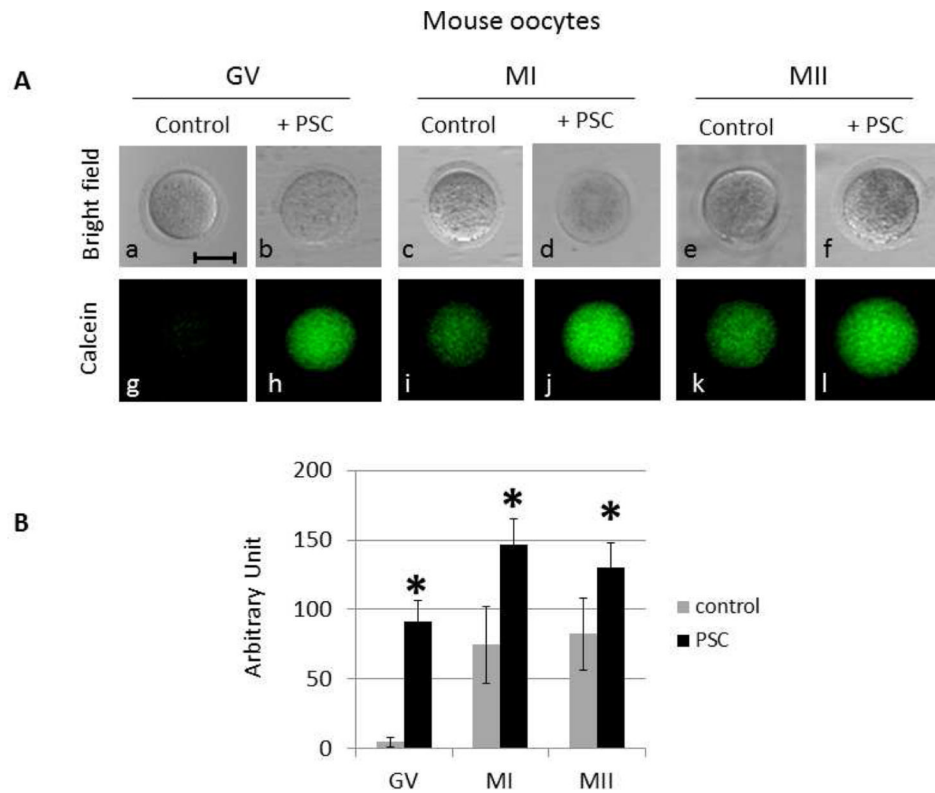 Mouse oocytes
A
GV MI MII
Control + PSC Control + PSC Control + PSC
Bright field
a b c d e f
Calcein
g h i j k l
B
Arbitrary Unit
200
150
100
50
0
* * *
GV MI MII
control
PSC